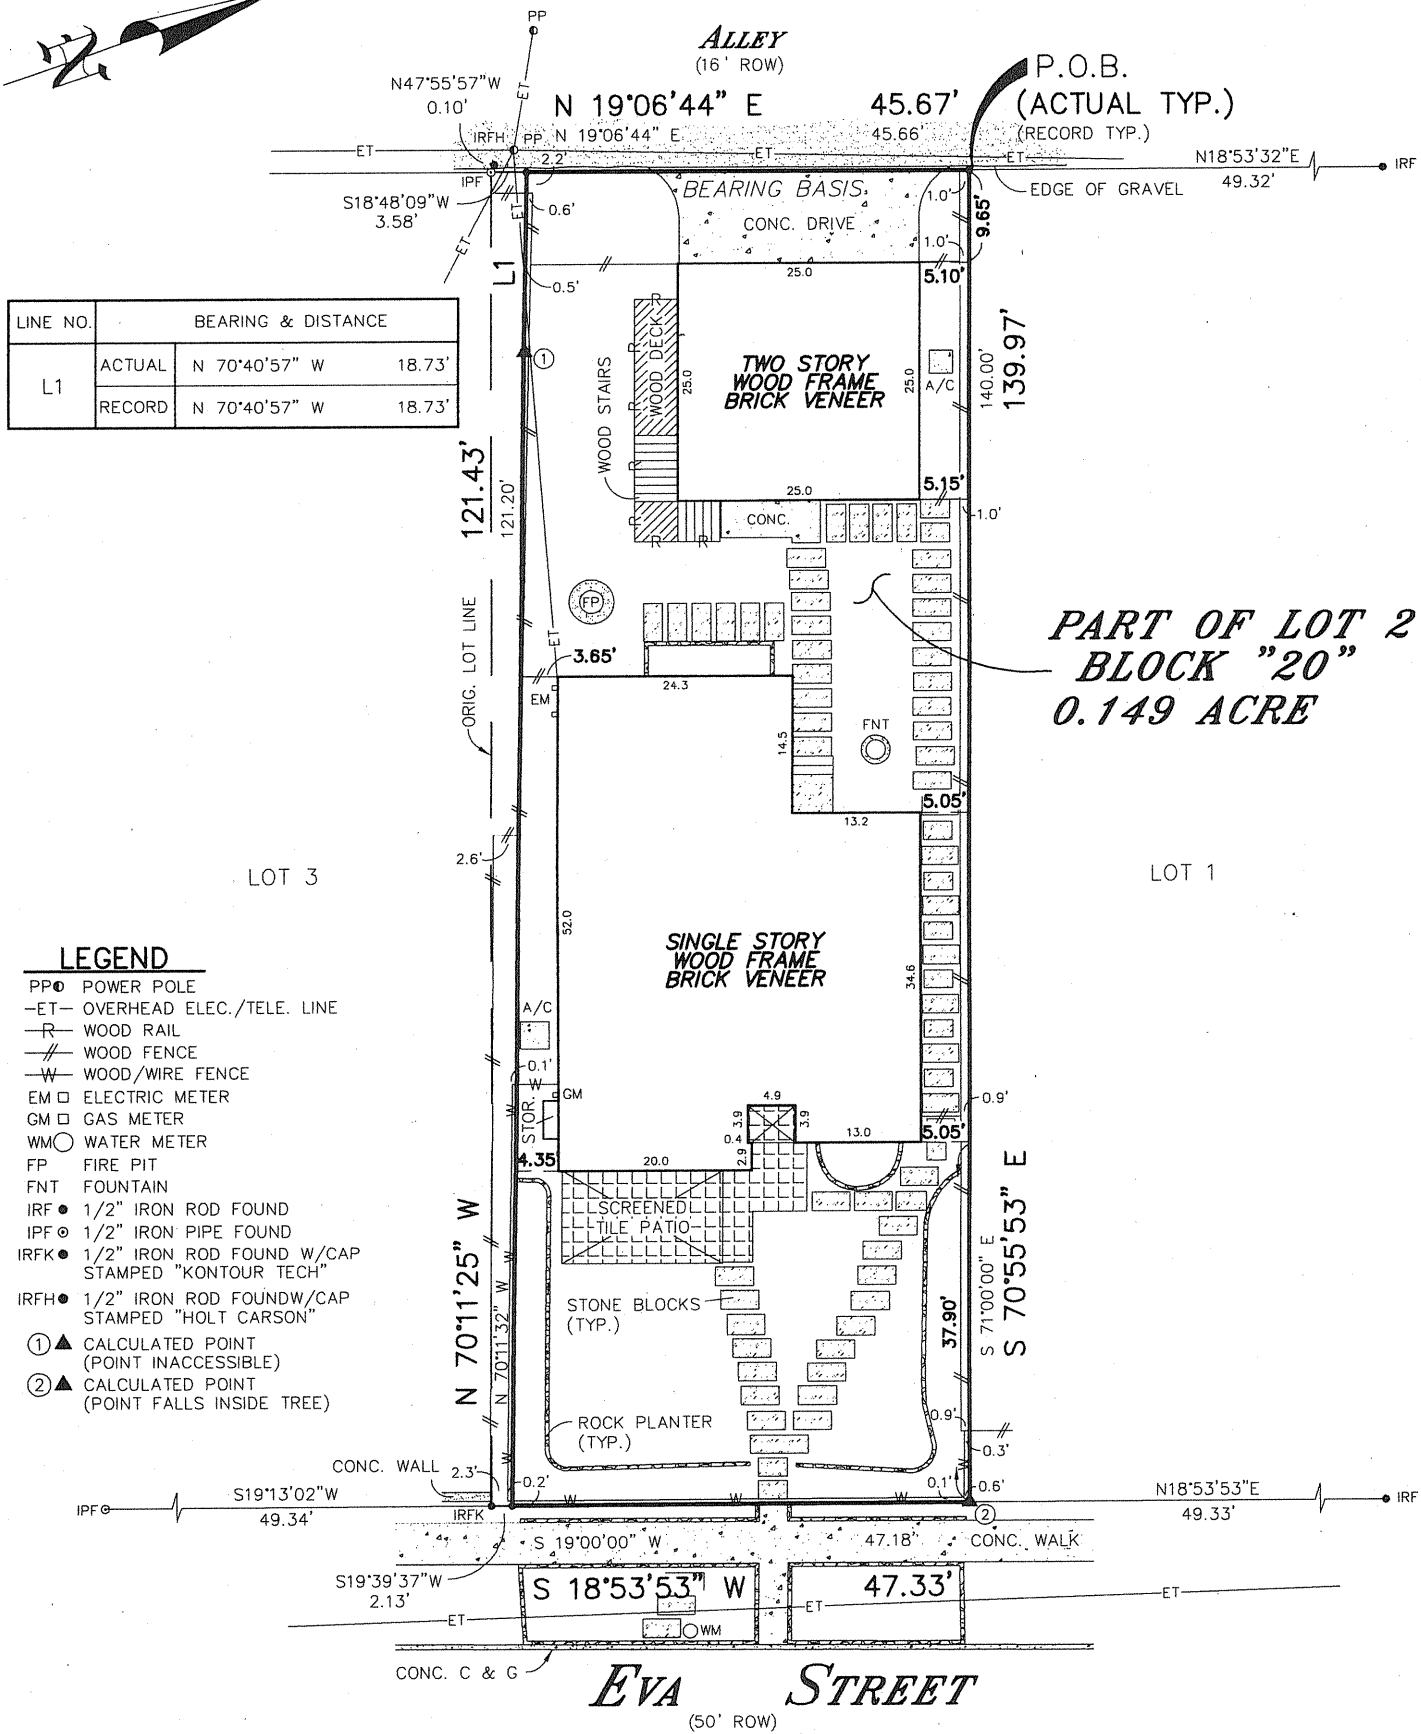 N
PP
ALLEY
(16' ROW)
P.O.B.
(ACTUAL TYP.)
(RECORD TYP.)
N47°55'57"W
0.10'
ET
N 19°06'44" E 45.67'
IRFH PP N 19°06'44" E 45.66'
ET
ET
ET
2.2'
IPF
N18°53'32"E
49.32'
IRF
EDGE OF GRAVEL
S18°48'09"W
3.58'
ET
ET
BEARING BASIS
CONC. DRIVE
0.6'
1.0'
1.0'
9.65'
L1
0.5'
25.0
5.10'
LINE NO. BEARING & DISTANCE
L1 ACTUAL N 70°40'57" W 18.73'
RECORD N 70°40'57" W 18.73'
1
R
R
R
R
R
R
R
WOOD DECK
WOOD STAIRS
25.0
TWO STORY
WOOD FRAME
BRICK VENEER
25.0
A/C
140.00'
139.97'
25.0
5.15'
1.0'
CONC.
121.43'
121.20'
ORIG. LOT LINE
FP
ET
3.65'
EM
24.3
14.5
FNT
13.2
5.05'
PART OF LOT 2
BLOCK "20"
0.149 ACRE
2.6'
LOT 3
LOT 1
52.0
SINGLE STORY
WOOD FRAME
BRICK VENEER
34.6
A/C
0.1'
W
GM
W
STOR.
4.9
3.9
3.9
0.4
2.9
13.0
5.05'
0.9'
4.35'
20.0
SCREENED
TILE PATIO
LEGEND
PP POWER POLE
-ET- OVERHEAD ELEC./TELE. LINE
R WOOD RAIL
// WOOD FENCE
W WOOD/WIRE FENCE
EM ELECTRIC METER
GM GAS METER
WM WATER METER
FP FIRE PIT
FNT FOUNTAIN
IRF 1/2" IRON ROD FOUND
IPF 1/2" IRON PIPE FOUND
IRFK 1/2" IRON ROD FOUND W/CAP
STAMPED "KONTOUR TECH"
IRFH 1/2" IRON ROD FOUNDW/CAP
STAMPED "HOLT CARSON"
1 CALCULATED POINT
(POINT INACCESSIBLE)
2 CALCULATED POINT
(POINT FALLS INSIDE TREE)
N 70°11'25" W
N 70°11'32" W
W
W
W
STONE BLOCKS
(TYP.)
37.90'
S 71°00'00" E
S 70°55'53" E
ROCK PLANTER
(TYP.)
0.9'
0.3'
W
CONC. WALL
2.3'
0.2'
0.1'
0.6'
IPF
S19°13'02"W
49.34'
IRFK
W
W
W
2
N18°53'53"E
49.33'
IRF
S 19°00'00" W 47.18' CONC. WALK
S19°39'37"W
2.13'
S 18°53'53" W 47.33'
ET
ET
ET
WM
CONC. C & G
EVA STREET
(50' ROW)